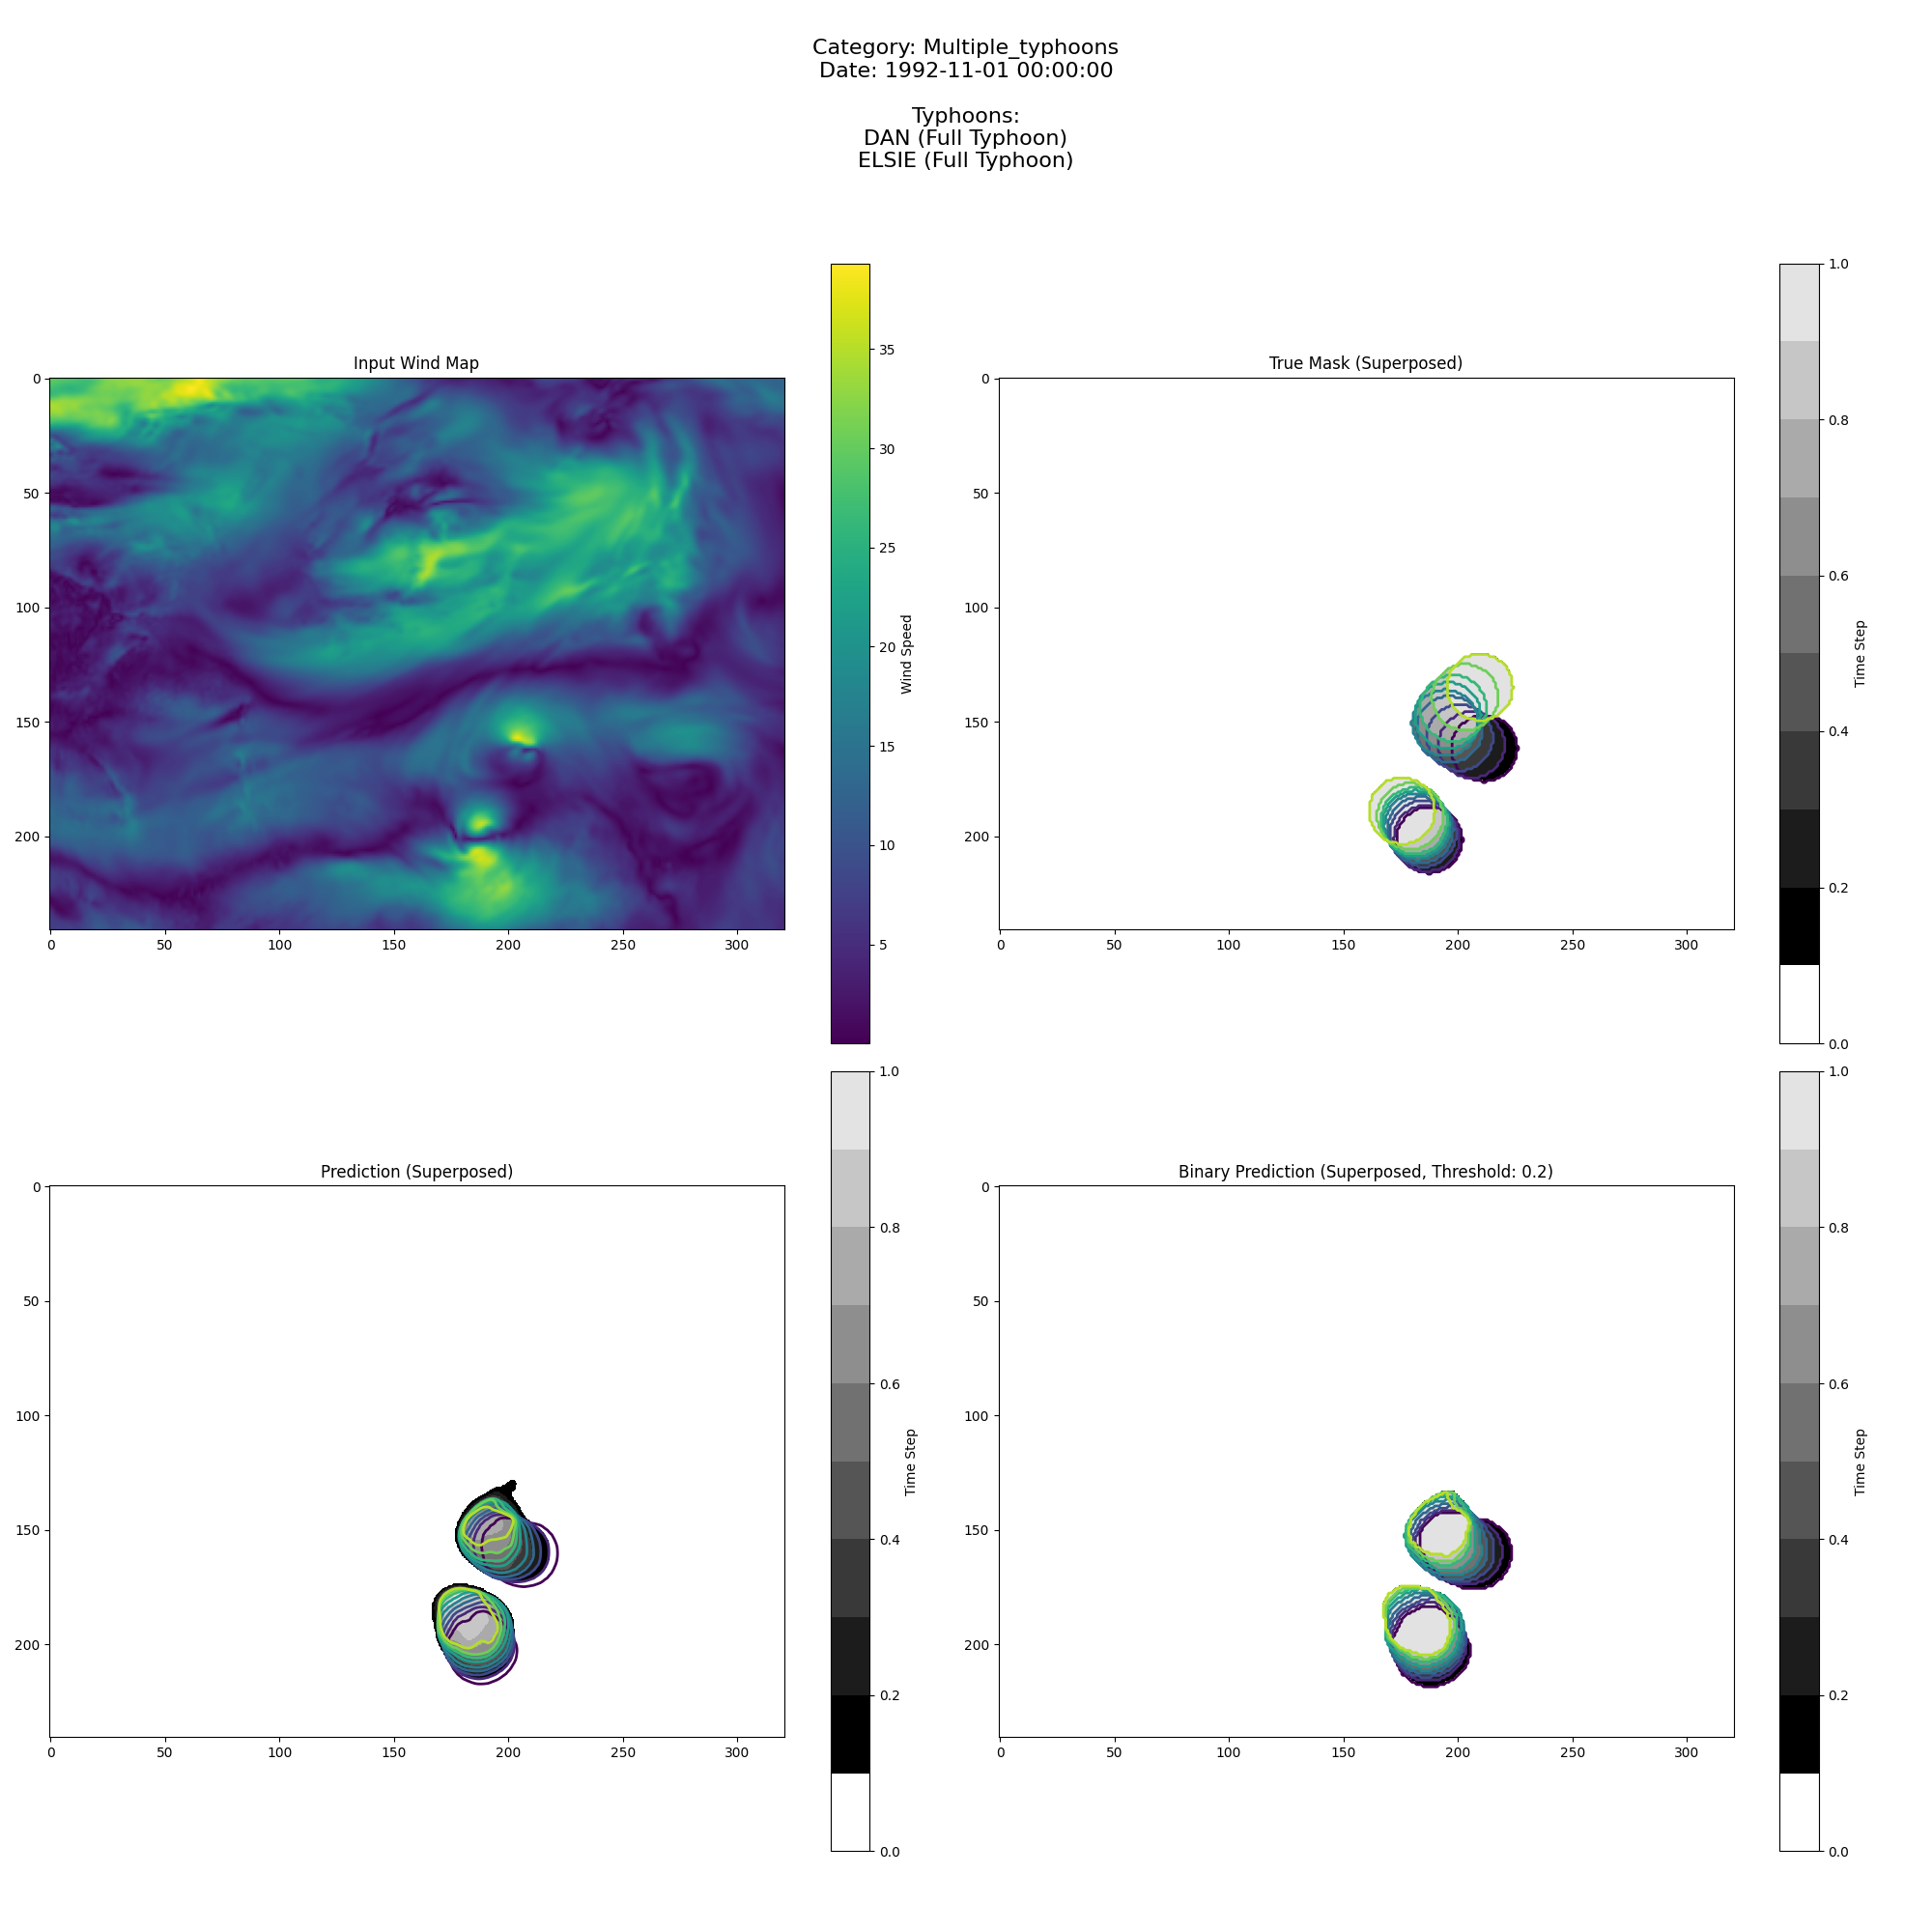 Category: Multiple_typhoons
Date: 1992-11-01 00:00:00
Typhoons:
DAN (Full Typhoon)
ELSIE (Full Typhoon)
Input Wind Map
0
50
100
150
200
0 50 100 150 200 250 300
35
30
25
20
15
10
5
Wind Speed
True Mask (Superposed)
0
50
100
150
200
0 50 100 150 200 250 300
1.0
0.8
0.6
0.4
0.2
0.0
Time Step
Prediction (Superposed)
0
50
100
150
200
0 50 100 150 200 250 300
1.0
0.8
0.6
0.4
0.2
0.0
Time Step
Binary Prediction (Superposed, Threshold: 0.2)
0
50
100
150
200
0 50 100 150 200 250 300
1.0
0.8
0.6
0.4
0.2
0.0
Time Step